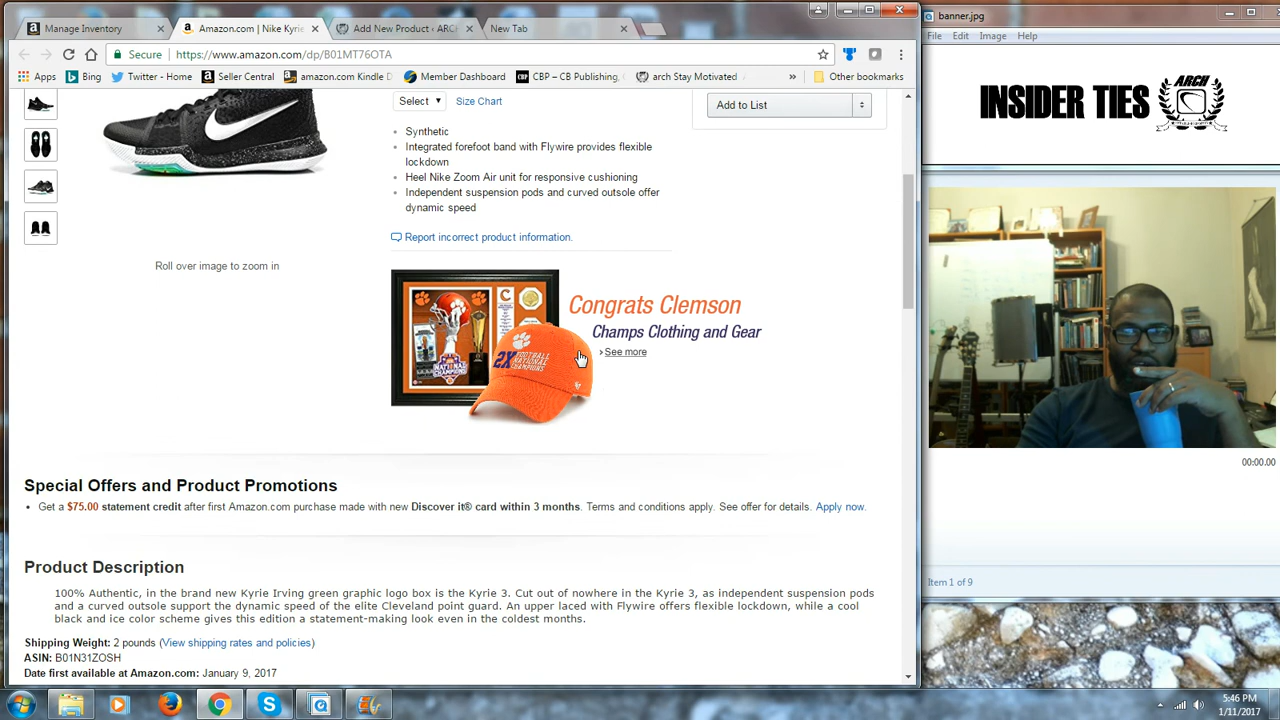 Manage Inventory
Amazon.com | Nike Kyrie
Add New Product ‹ ARCH
New Tab
banner.jpg
Secure
https://www.amazon.com/dp/B01MT76OTA
File Edit Image Help
Apps
Bing
Twitter - Home
Seller Central
amazon.com Kindle D
Member Dashboard
CBP – CB Publishing,
arch Stay Motivated
»
Other bookmarks
ARCH
INSIDER TIES
Select
Size Chart
Add to List
• Synthetic
• Integrated forefoot band with Flywire provides flexible
lockdown
• Heel Nike Zoom Air unit for responsive cushioning
• Independent suspension pods and curved outsole offer
dynamic speed
Report incorrect product information.
Roll over image to zoom in
Congrats Clemson
Champs Clothing and Gear
› See more
2X FOOTBALL
NATIONAL
CHAMPIONS
00:00.00
Special Offers and Product Promotions
• Get a $75.00 statement credit after first Amazon.com purchase made with new Discover it® card within 3 months. Terms and conditions apply. See offer for details. Apply now.
Product Description
100% Authentic, in the brand new Kyrie Irving green graphic logo box is the Kyrie 3. Cut out of nowhere in the Kyrie 3, as independent suspension pods
and a curved outsole support the dynamic speed of the elite Cleveland point guard. An upper laced with Flywire offers flexible lockdown, while a cool
black and ice color scheme gives this edition a statement-making look even in the coldest months.
Item 1 of 9
Shipping Weight: 2 pounds (View shipping rates and policies)
ASIN: B01N31ZOSH
Date first available at Amazon.com: January 9, 2017
5:46 PM
1/11/2017